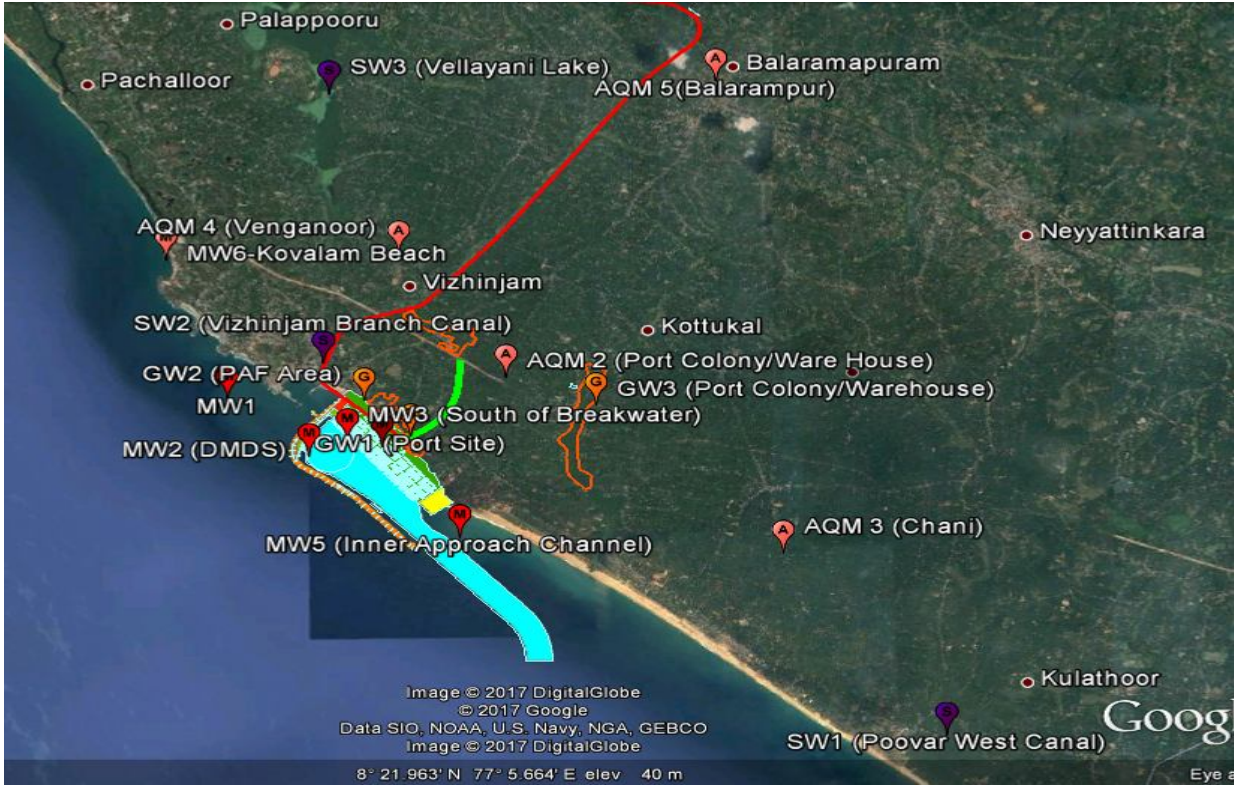 Palappooru
SW3 (Vellayani Lake)
A
Balaramapuram
Pachalloor
S
AQM 5(Balarampur)
AQM 4 (Venganoor)
A
Neyyattinkara
M
MW6-Kovalam Beach
Vizhinjam
SW2 (Vizhinjam Branch Canal)
Kottukal
S
A
AQM 2 (Port Colony/Ware House)
GW2 (PAF Area)
G
G
GW3 (Port Colony/Warehouse)
MW1
M
MW3 (South of Breakwater)
M
GW1 (Port Site)
MW2 (DMDS)
M
AQM 3 (Chani)
A
MW5 (Inner Approach Channel)
Kulathoor
Image © 2017 DigitalGlobe
© 2017 Google
S
Data SIO, NOAA, U.S. Navy, NGA, GEBCO
SW1 (Poovar West Canal)
Image © 2017 DigitalGlobe
Googl
8° 21.963' N 77° 5.664' E elev 40 m
Eye a